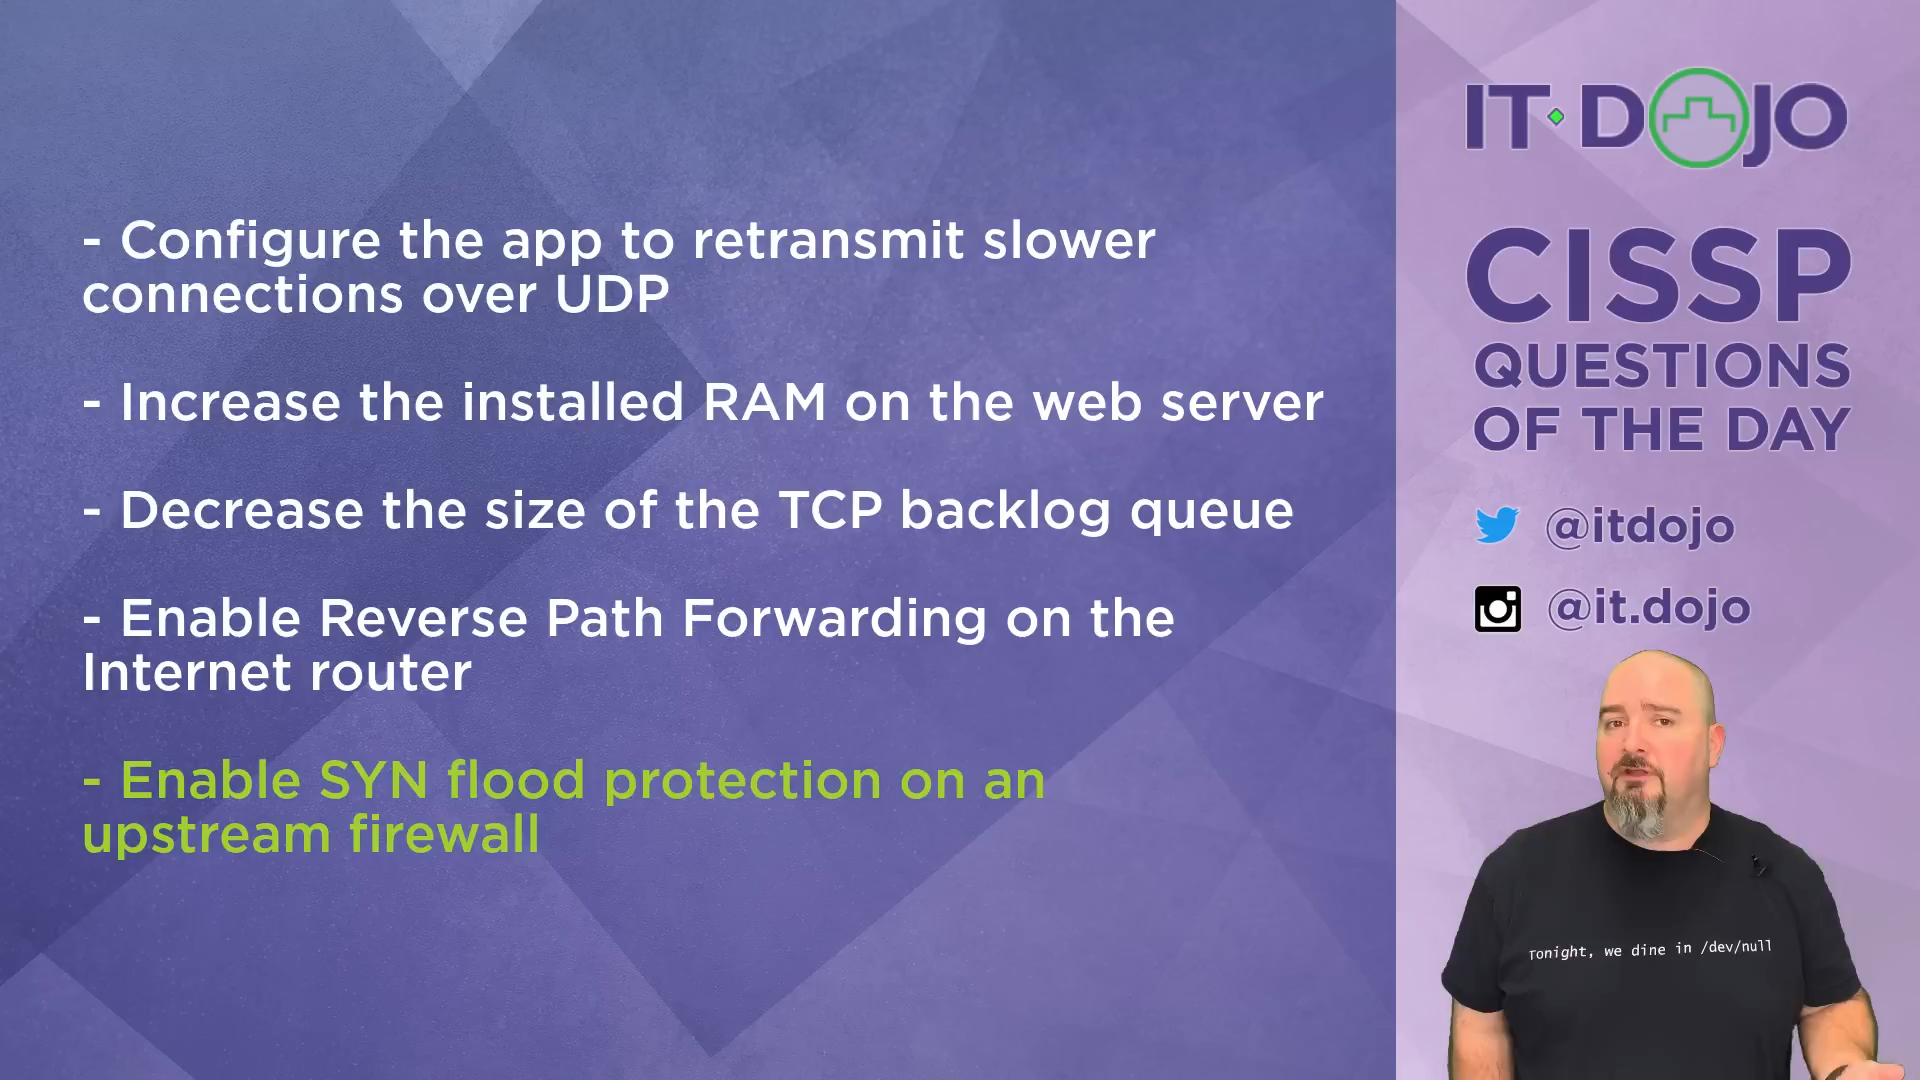 - Configure the app to retransmit slower
connections over UDP
- Increase the installed RAM on the web server
- Decrease the size of the TCP backlog queue
- Enable Reverse Path Forwarding on the
Internet router
- Enable SYN flood protection on an
upstream firewall
IT DOJO
CISSP
QUESTIONS
OF THE DAY
@itdojo
@it.dojo
Tonight, we dine in /dev/null